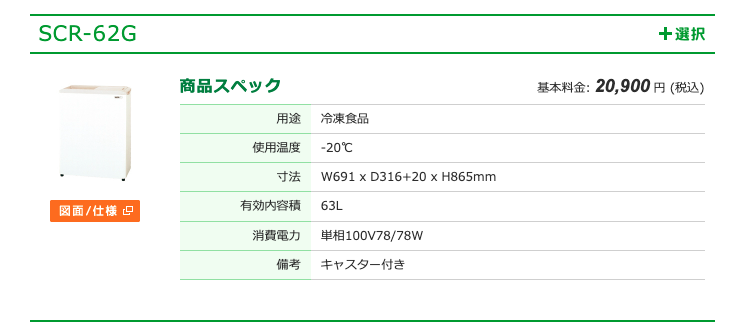 SCR-62G
+選択
商品スペック
基本料金: 20,900 円 (税込)
用途 冷凍食品
使用温度 -20℃
寸法 W691 x D316+20 x H865mm
有効内容積 63L
消費電力 単相100V78/78W
備考 キャスター付き
図面/仕様